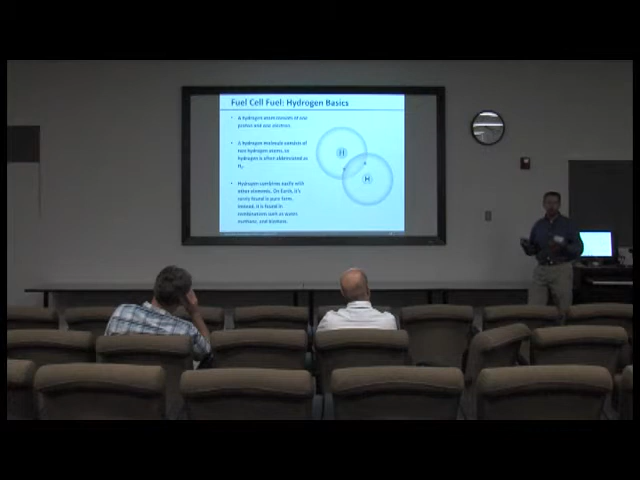 Fuel Cell Fuel: Hydrogen Basics
• A hydrogen atom consists of one
proton and one electron.
• A hydrogen molecule consists of
two hydrogen atoms, so
hydrogen is often abbreviated as
H₂.
• Hydrogen combines easily with
other elements. On Earth, it's
rarely found in pure form.
Instead, it is found in
combinations such as water,
methane, and biomass.
H
H